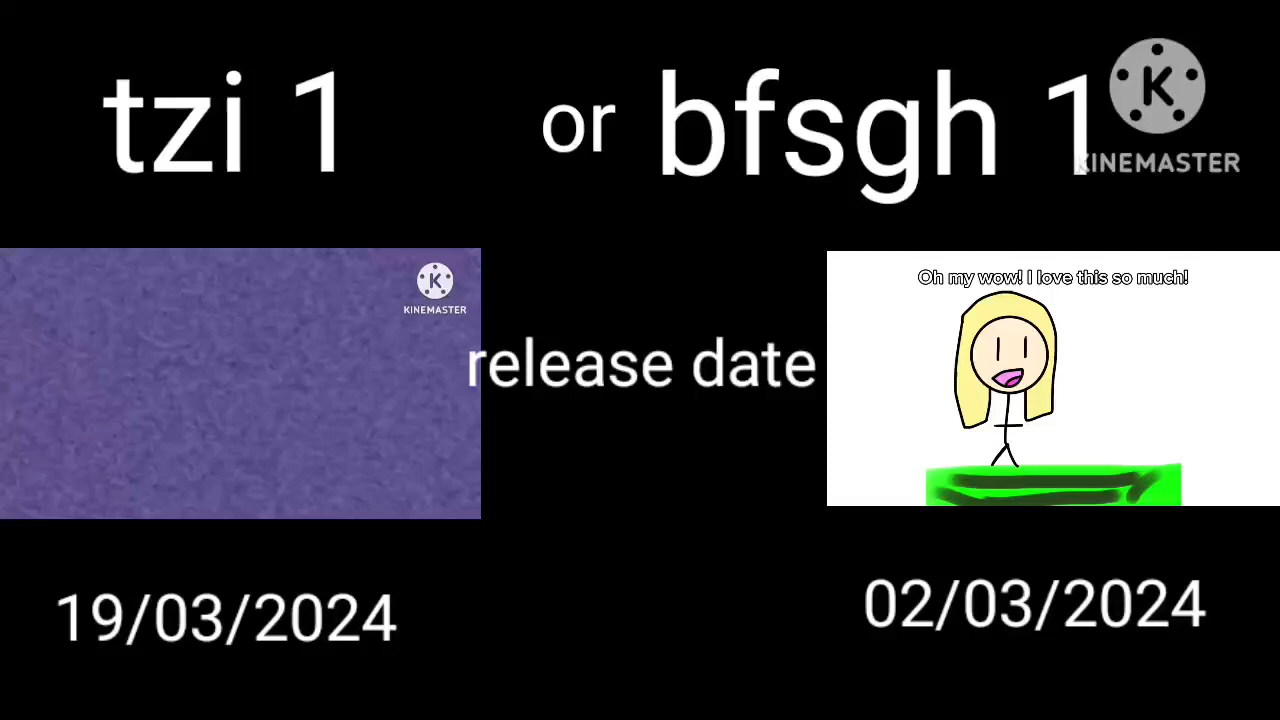 tzi 1 or bfsgh 1
K
KINEMASTER
K
KINEMASTER
Oh my wow! I love this so much!
release date
19/03/2024
02/03/2024